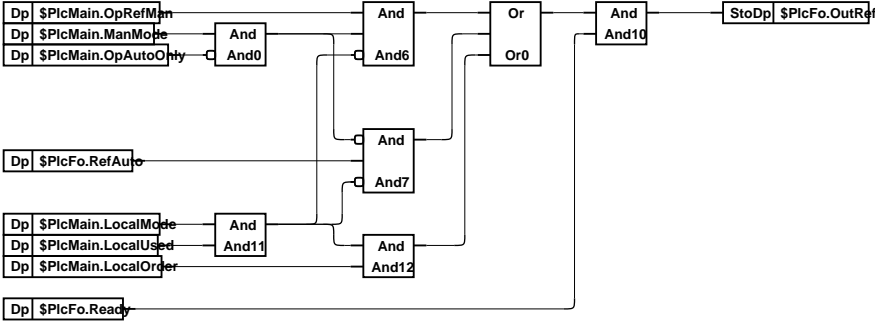 Dp $PlcMain.OpRefMan And Or And StoDp $PlcFo.OutRef
Dp $PlcMain.ManMode And And10
Dp $PlcMain.OpAutoOnly And0 And6 Or0
And
Dp $PlcFo.RefAuto
And7
Dp $PlcMain.LocalMode And
Dp $PlcMain.LocalUsed And11 And
Dp $PlcMain.LocalOrder And12
Dp $PlcFo.Ready